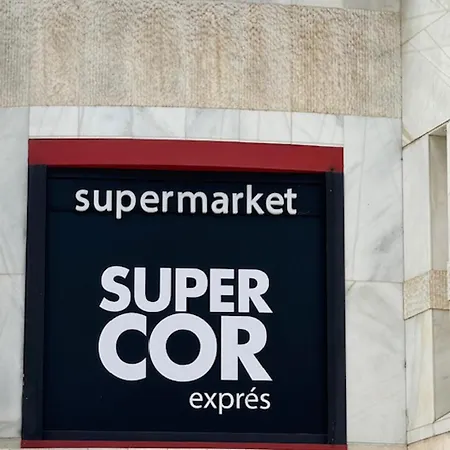 supermarket
SUPER
COR
exprés